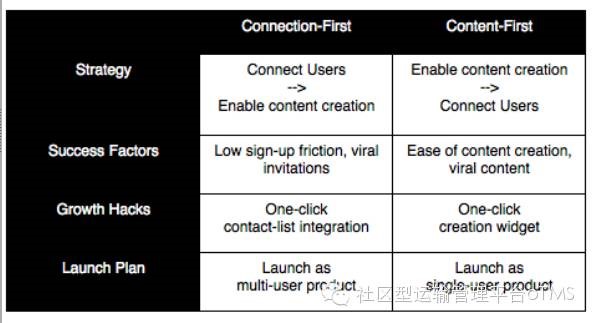 Connection-First Content-First
Strategy Connect Users Enable content creation
--> -->
Enable content creation Connect Users
Success Factors Low sign-up friction, viral Ease of content creation,
invitations viral content
Growth Hacks One-click One-click
contact-list integration creation widget
Launch Plan Launch as Launch as
multi-user product single-user product
社区型运输管理平台oTMS